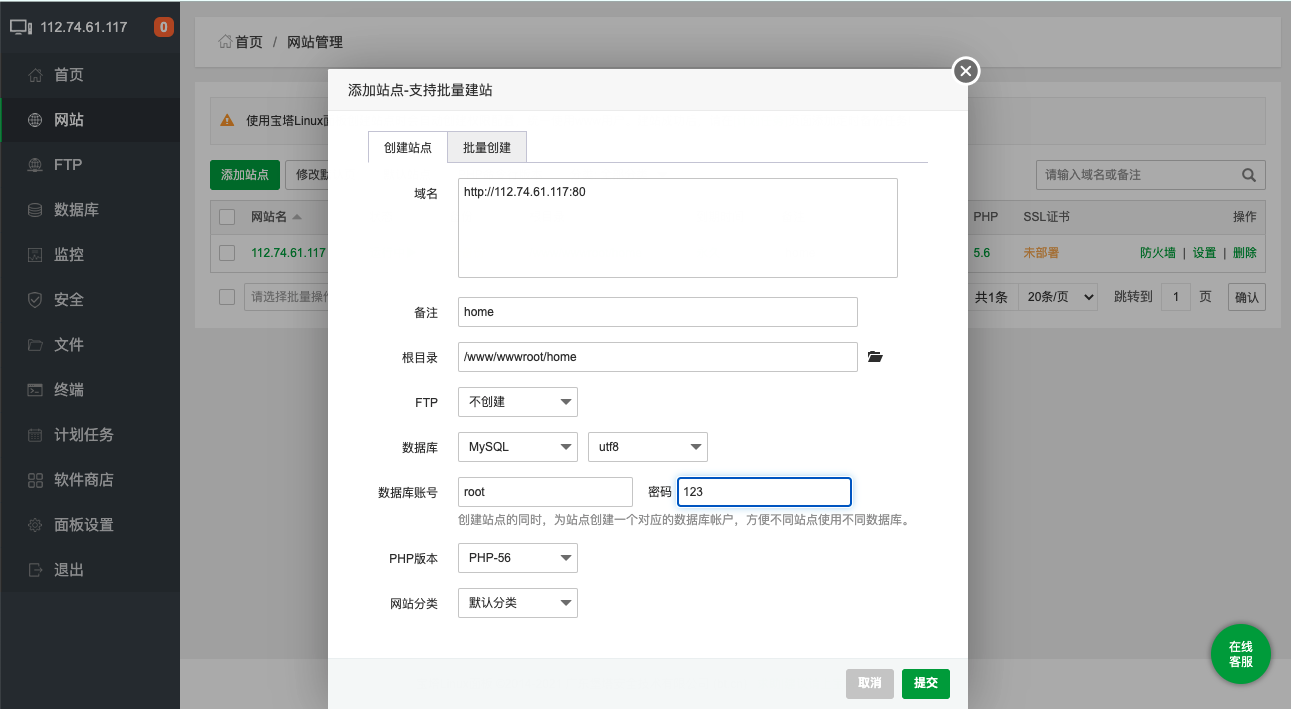 112.74.61.117 0
首页
网站
FTP
数据库
监控
安全
文件
终端
计划任务
软件商店
面板设置
退出
首页 / 网站管理
使用宝塔Linux
添加站点 修改
请输入域名或备注
网站名 PHP SSL证书 操作
112.74.61.117 5.6 未部署 防火墙 | 设置 | 删除
请选择批量操作 共1条 20条/页 跳转到 1 页 确认
添加站点-支持批量建站
创建站点 批量创建
域名 http://112.74.61.117:80
备注 home
根目录 /www/wwwroot/home
FTP 不创建
数据库 MySQL utf8
数据库账号 root 密码 123
创建站点的同时，为站点创建一个对应的数据库帐户，方便不同站点使用不同数据库。
PHP版本 PHP-56
网站分类 默认分类
取消 提交
在线
客服